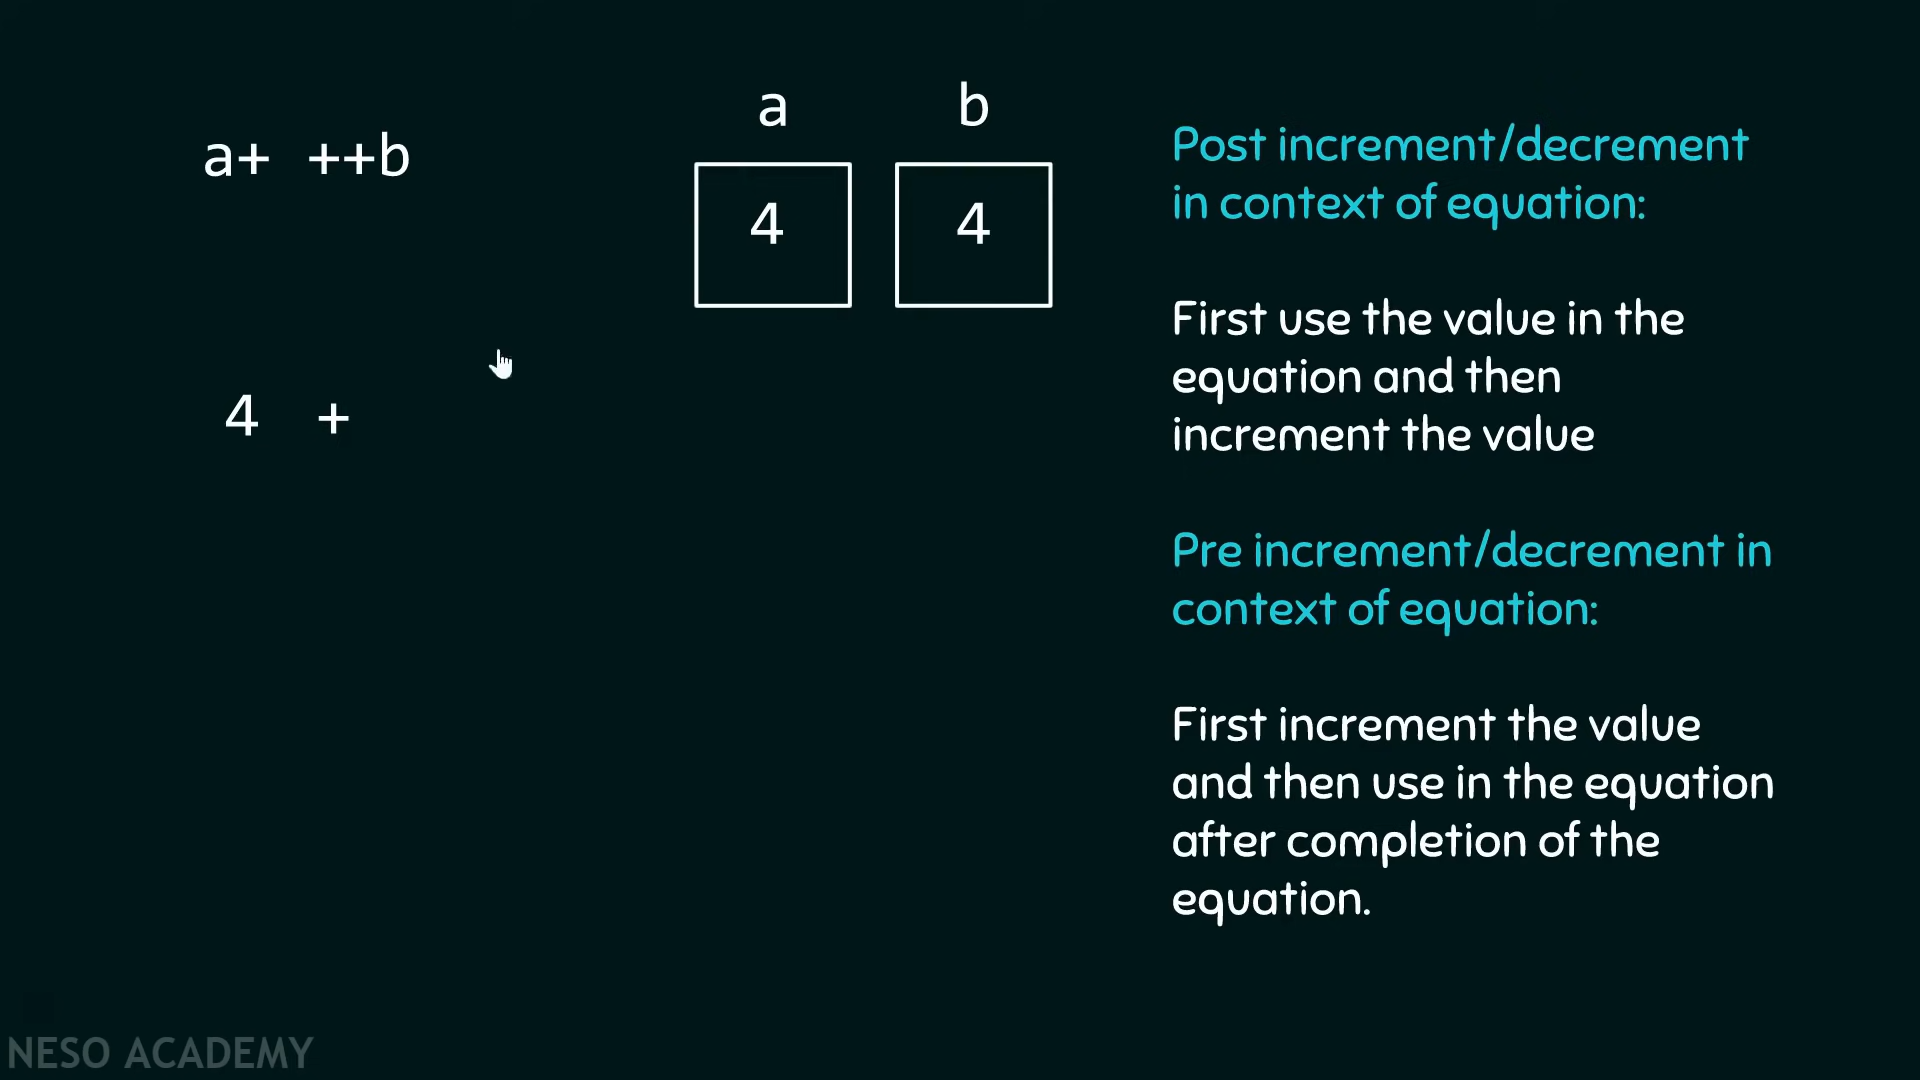 a+ ++b
a b
4 4
4 +
Post increment/decrement
in context of equation:
First use the value in the
equation and then
increment the value
Pre increment/decrement in
context of equation:
First increment the value
and then use in the equation
after completion of the
equation.
NESO ACADEMY